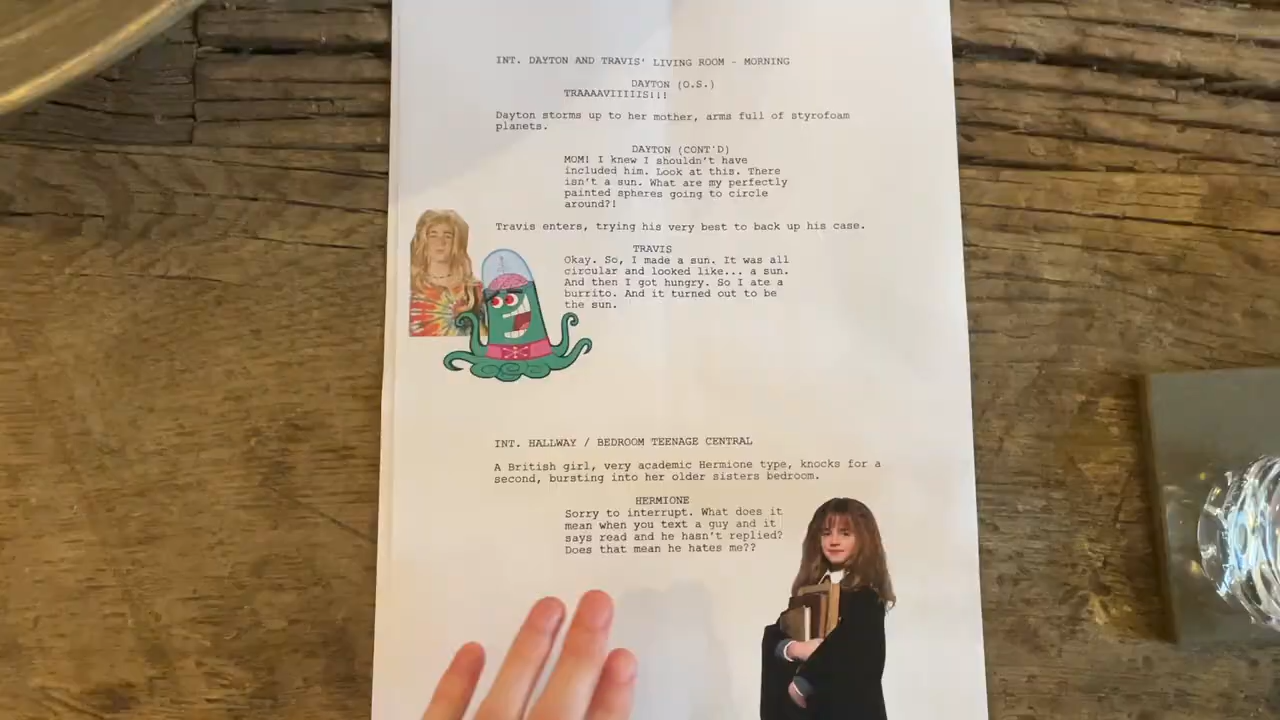 INT. DAYTON AND TRAVIS' LIVING ROOM - MORNING
DAYTON (O.S.)
TRAAAAVIIIIIS!!!
Dayton storms up to her mother, arms full of styrofoam
planets.
DAYTON (CONT'D)
MOM! I knew I shouldn't have
included him. Look at this. There
isn't a sun. What are my perfectly
painted spheres going to circle
around?!
Travis enters, trying his very best to back up his case.
TRAVIS
Okay. So, I made a sun. It was all
circular and looked like... a sun.
And then I got hungry. So I ate a
burrito. And it turned out to be
the sun.
INT. HALLWAY / BEDROOM TEENAGE CENTRAL
A British girl, very academic Hermione type, knocks for a
second, bursting into her older sisters bedroom.
HERMIONE
Sorry to interrupt. What does it
mean when you text a guy and it
says read and he hasn't replied?
Does that mean he hates me??